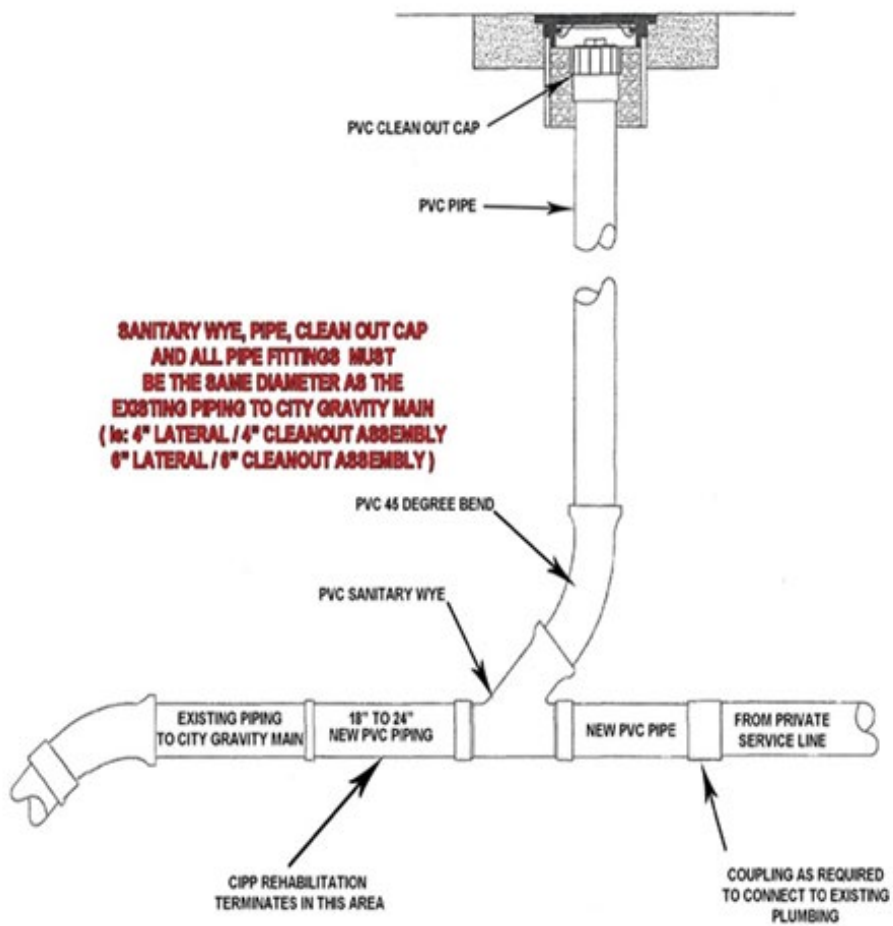 PVC CLEAN OUT CAP
PVC PIPE
SANITARY WYE, PIPE, CLEAN OUT CAP
AND ALL PIPE FITTINGS MUST
BE THE SAME DIAMETER AS THE
EXISTING PIPING TO CITY GRAVITY MAIN
( ie: 4" LATERAL / 4" CLEANOUT ASSEMBLY
6" LATERAL / 6" CLEANOUT ASSEMBLY )
PVC 45 DEGREE BEND
PVC SANITARY WYE
EXISTING PIPING
TO CITY GRAVITY MAIN
18" TO 24"
NEW PVC PIPING
NEW PVC PIPE
FROM PRIVATE
SERVICE LINE
CIPP REHABILITATION
TERMINATES IN THIS AREA
COUPLING AS REQUIRED
TO CONNECT TO EXISTING
PLUMBING